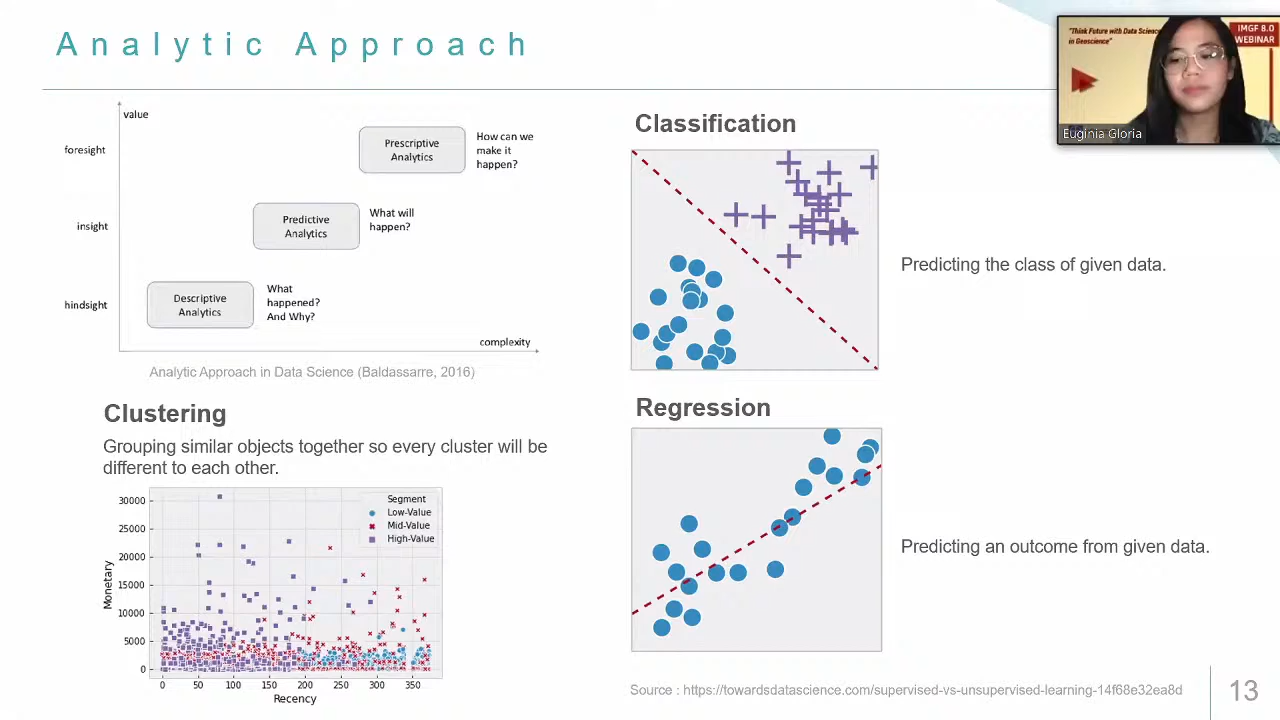 Analytic Approach
"Think Future with Data Science
in Geoscience"
IMGF 8.0
WEBINAR
Euginia Gloria
value
foresight
insight
hindsight
Prescriptive
Analytics
How can we
make it
happen?
Predictive
Analytics
What will
happen?
Descriptive
Analytics
What
happened?
And Why?
complexity
Analytic Approach in Data Science (Baldassarre, 2016)
Clustering
Grouping similar objects together so every cluster will be
different to each other.
Segment
Low-Value
Mid-Value
High-Value
Monetary
30000
25000
20000
15000
10000
5000
0
0 50 100 150 200 250 300 350
Recency
Classification
Predicting the class of given data.
Regression
Predicting an outcome from given data.
Source : https://towardsdatascience.com/supervised-vs-unsupervised-learning-14f68e32ea8d
13